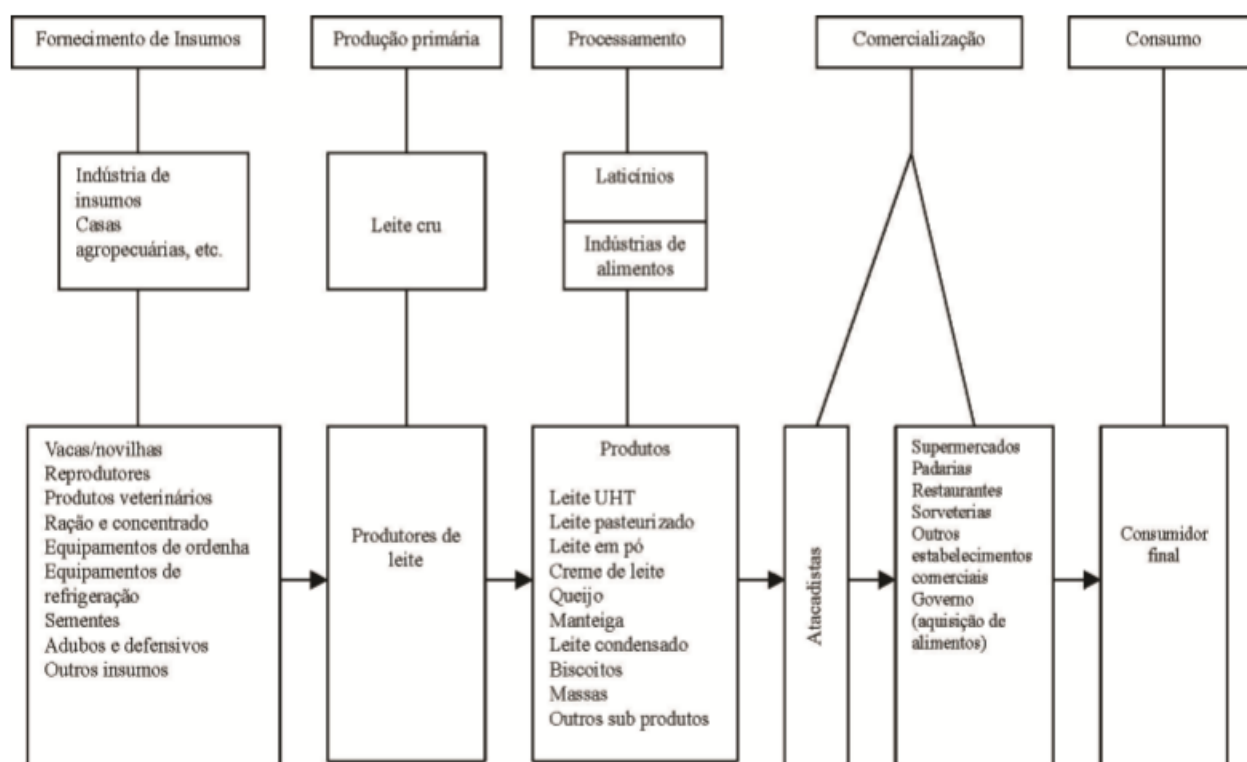 Fornecimento de Insumos
Produção primária
Processamento
Comercialização
Consumo
Indústria de
insumos
Casas
agropecuárias, etc.
Leite cru
Laticínios
Indústrias de
alimentos
Vacas/novilhas
Reprodutores
Produtos veterinários
Ração e concentrado
Equipamentos de ordenha
Equipamentos de
refrigeração
Sementes
Adubos e defensivos
Outros insumos
Produtores de
leite
Produtos
Leite UHT
Leite pasteurizado
Leite em pó
Creme de leite
Queijo
Manteiga
Leite condensado
Biscoitos
Massas
Outros sub produtos
Atacadistas
Supermercados
Padarias
Restaurantes
Sorveterias
Outros
estabelecimentos
comerciais
Governo
(aquisição de
alimentos)
Consumidor
final